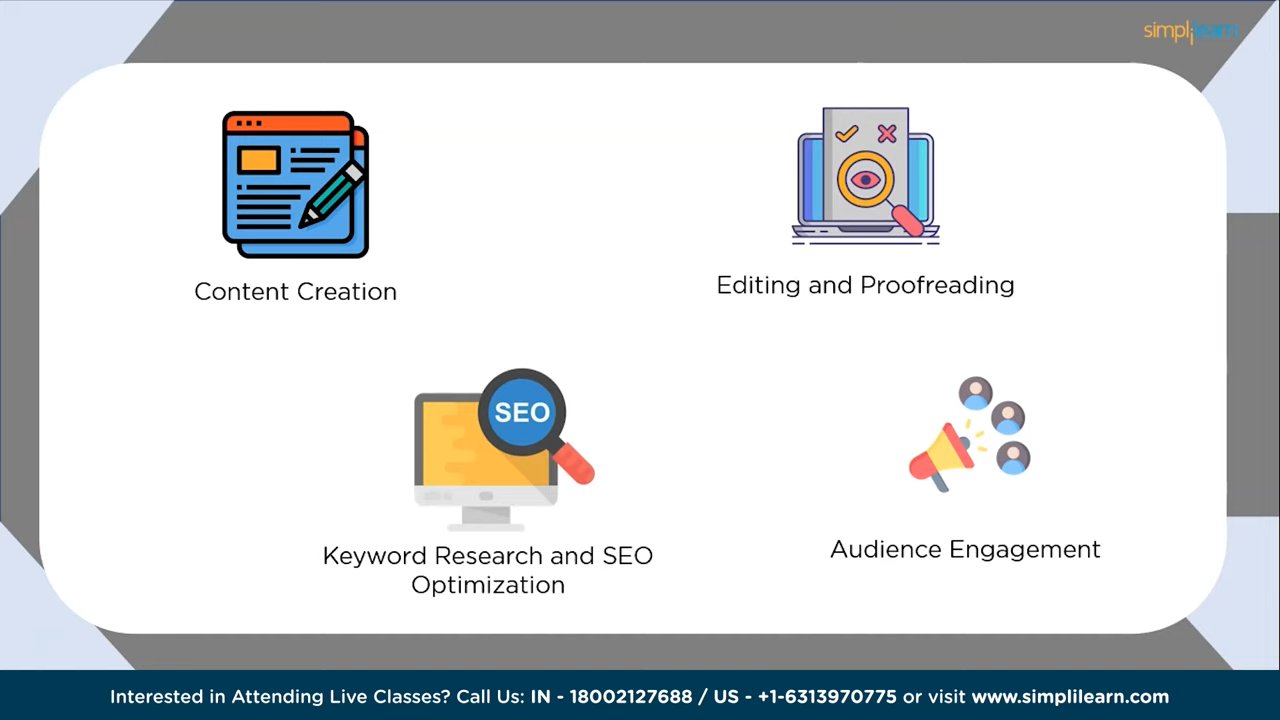 simplilearn
Content Creation
Editing and Proofreading
SEO
Keyword Research and SEO
Optimization
Audience Engagement
Interested in Attending Live Classes? Call Us: IN - 18002127688 / US - +1-6313970775 or visit www.simplilearn.com